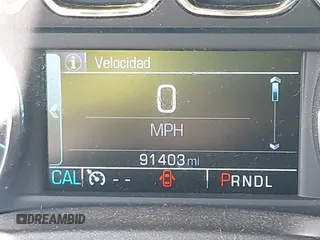 Velocidad
0
MPH
91403 mi
CAL -- PRNDL
DREAMBID